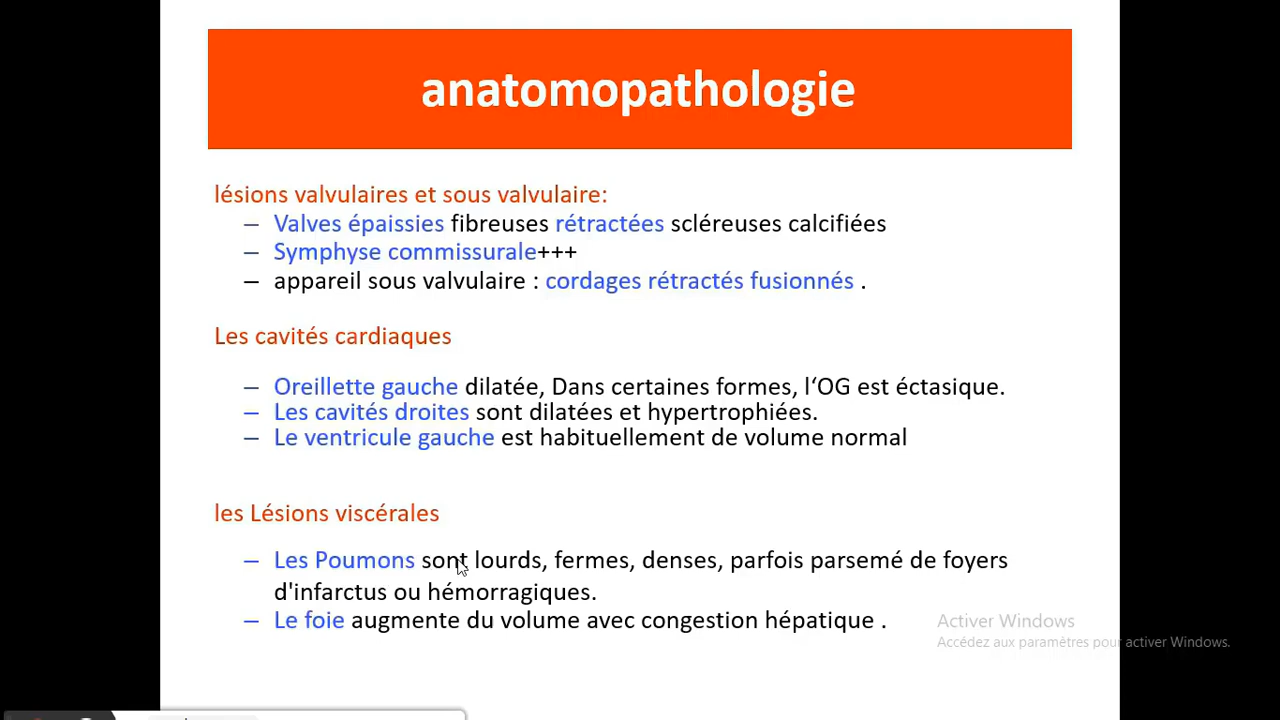 anatomopathologie
lésions valvulaires et sous valvulaire:
– Valves épaissies fibreuses rétractées scléreuses calcifiées
– Symphyse commissurale+++
– appareil sous valvulaire : cordages rétractés fusionnés .
Les cavités cardiaques
– Oreillette gauche dilatée, Dans certaines formes, l‘OG est éctasique.
– Les cavités droites sont dilatées et hypertrophiées.
– Le ventricule gauche est habituellement de volume normal
les Lésions viscérales
– Les Poumons sont lourds, fermes, denses, parfois parsemé de foyers
d'infarctus ou hémorragiques.
– Le foie augmente du volume avec congestion hépatique .
Activer Windows
Accédez aux paramètres pour activer Windows.